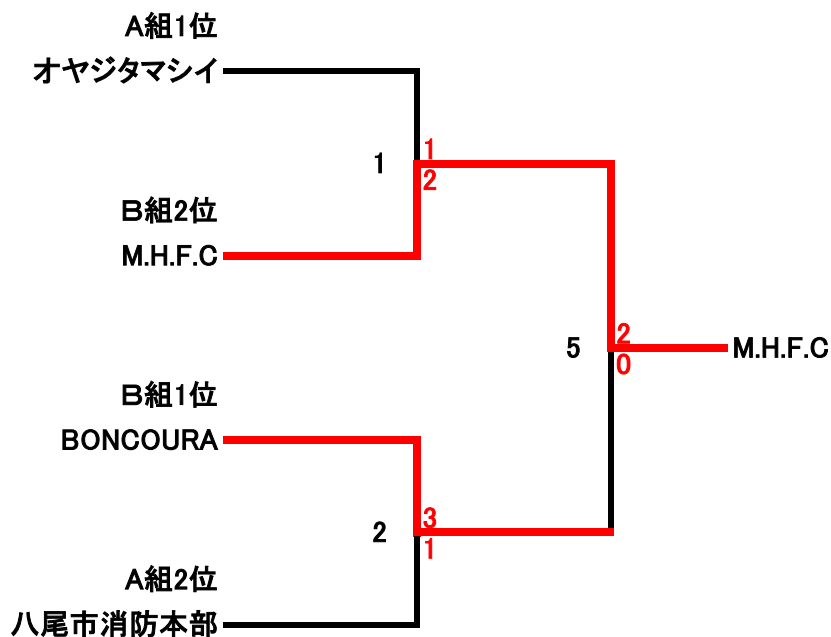 A組1位
オヤジタマシイ
1
1
2
B組2位
M.H.F.C
5
2
0
M.H.F.C
B組1位
BONCOURA
2
3
1
A組2位
八尾市消防本部